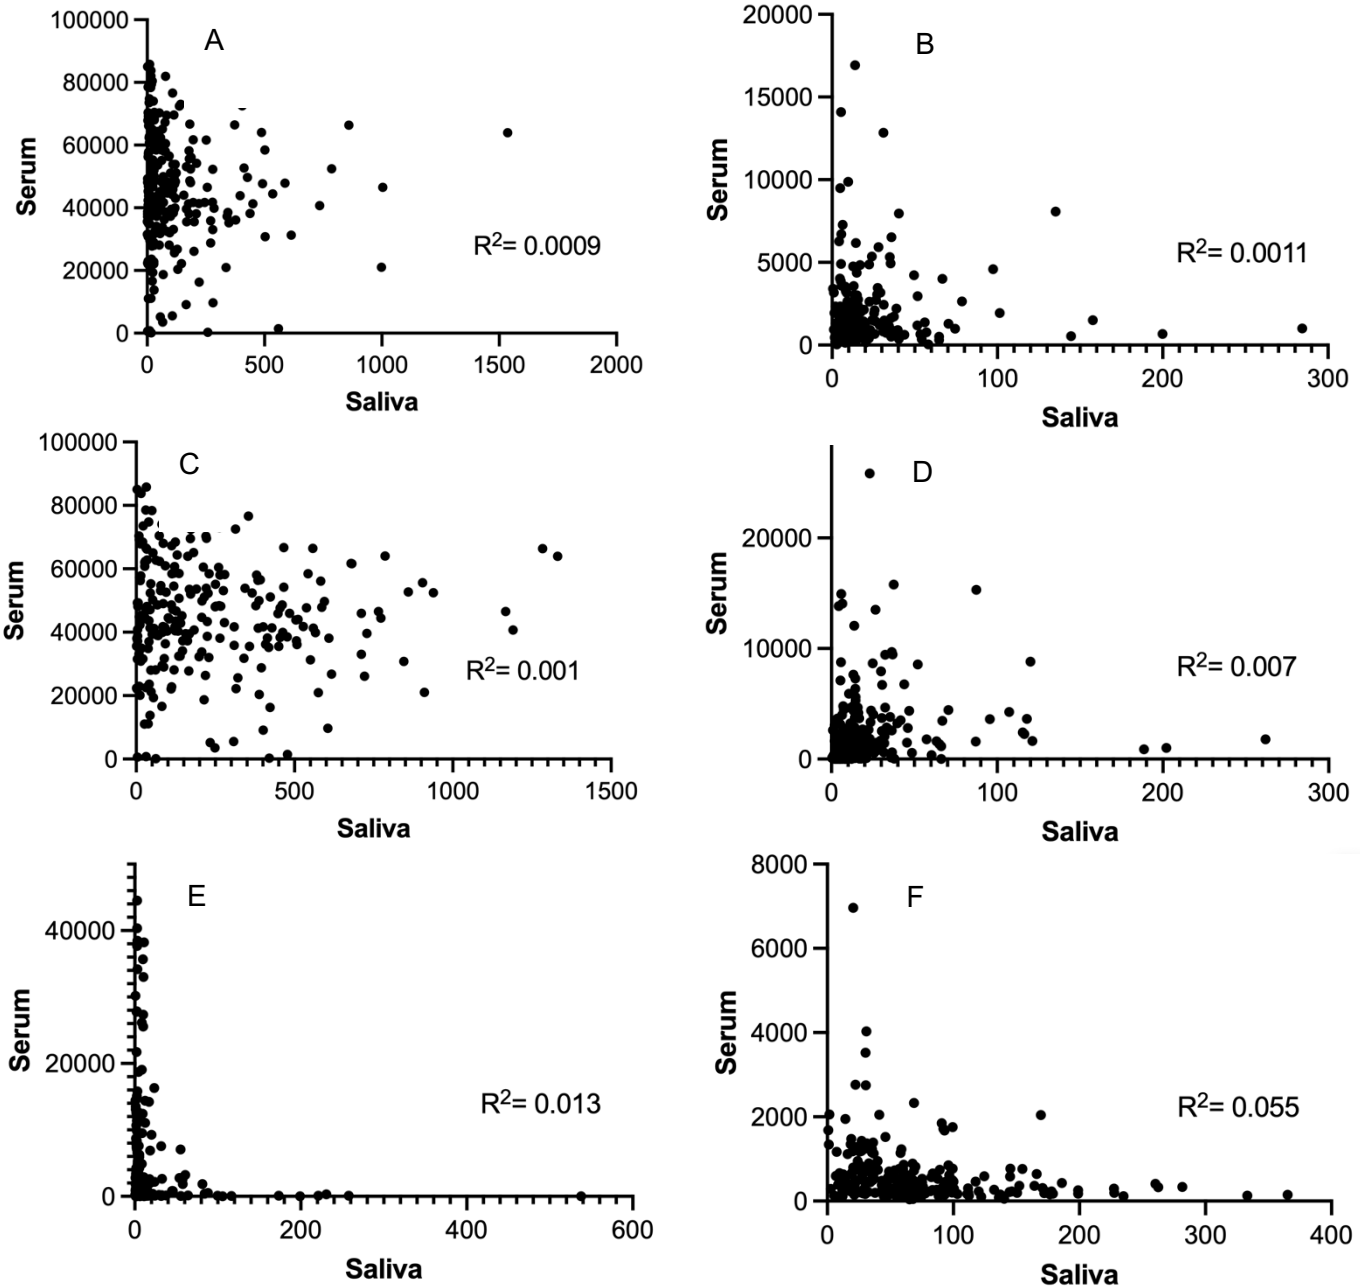 A
100000
80000
60000
40000
20000
0
Serum
R²= 0.0009
0 500 1000 1500 2000
Saliva
B
20000
15000
10000
5000
0
Serum
R²= 0.0011
0 100 200 300
Saliva
C
100000
80000
60000
40000
20000
0
Serum
R²= 0.001
0 500 1000 1500
Saliva
D
20000
10000
0
Serum
R²= 0.007
0 100 200 300
Saliva
E
40000
20000
0
Serum
R²= 0.013
0 200 400 600
Saliva
F
8000
6000
4000
2000
0
Serum
R²= 0.055
0 100 200 300 400
Saliva